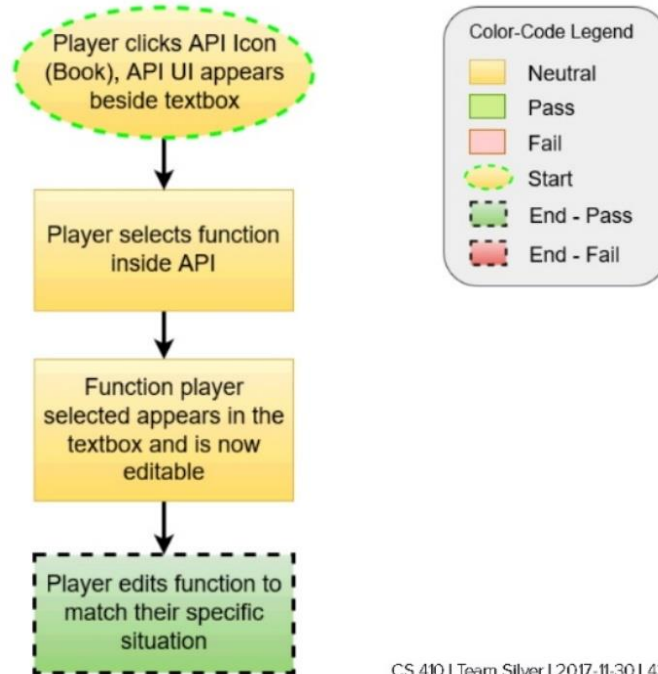 Player clicks API Icon
(Book), API UI appears
beside textbox
Player selects function
inside API
Function player
selected appears in the
textbox and is now
editable
Player edits function to
match their specific
situation
Color-Code Legend
Neutral
Pass
Fail
Start
End - Pass
End - Fail
CS 410 | Team Silver | 2017-11-30 |